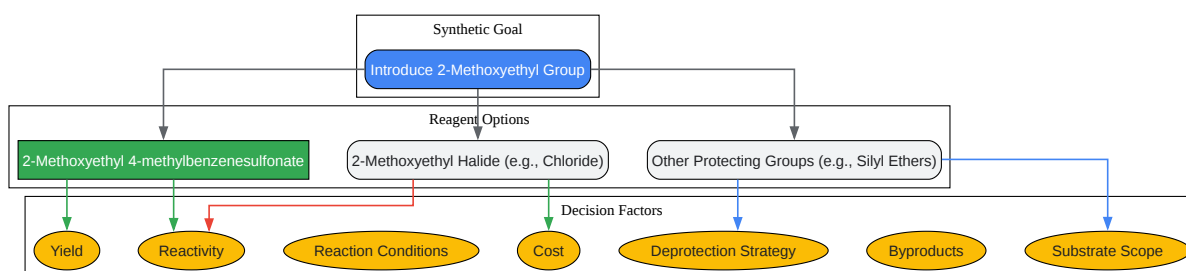 Synthetic Goal
Introduce 2-Methoxyethyl Group
Reagent Options
2-Methoxyethyl 4-methylbenzenesulfonate
2-Methoxyethyl Halide (e.g., Chloride)
Other Protecting Groups (e.g., Silyl Ethers)
Decision Factors
Yield
Reactivity
Reaction Conditions
Cost
Deprotection Strategy
Byproducts
Substrate Scope